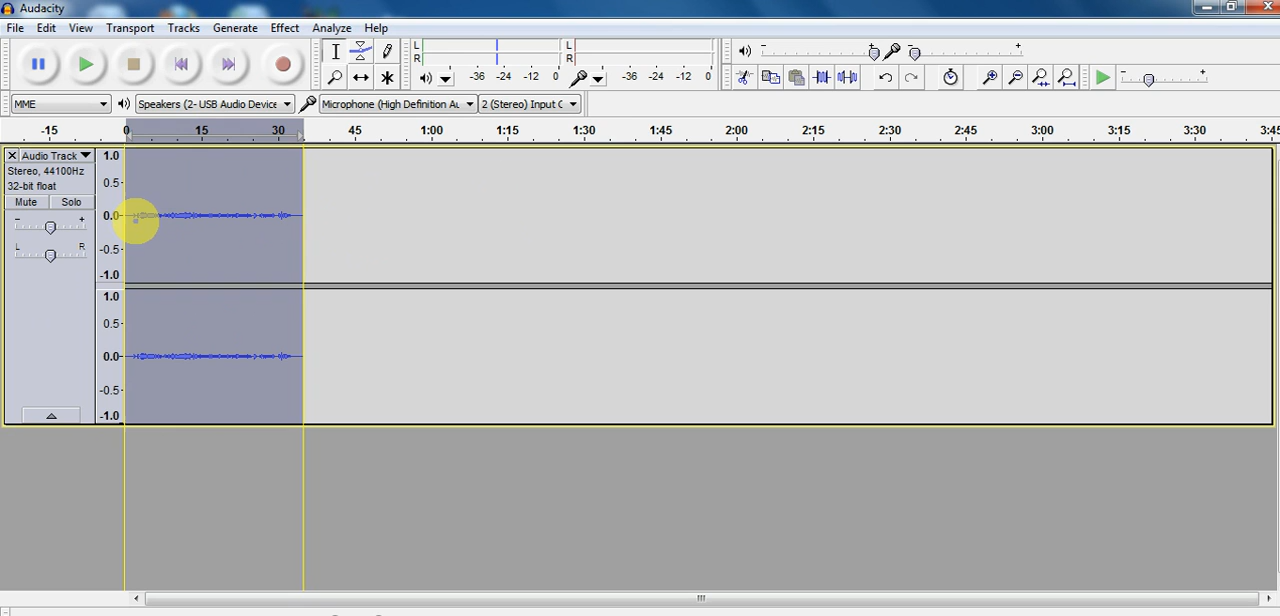 Audacity
File Edit View Transport Tracks Generate Effect Analyze Help
L
R
-36 -24 -12 0
L
R
-36 -24 -12 0
MME Speakers (2- USB Audio Device Microphone (High Definition Au 2 (Stereo) Input C
-15 0 15 30 45 1:00 1:15 1:30 1:45 2:00 2:15 2:30 2:45 3:00 3:15 3:30 3:45
Audio Track
Stereo, 44100Hz
32-bit float
Mute Solo
- +
L R
1.0
0.5
0.0
-0.5
-1.0
1.0
0.5
0.0
-0.5
-1.0